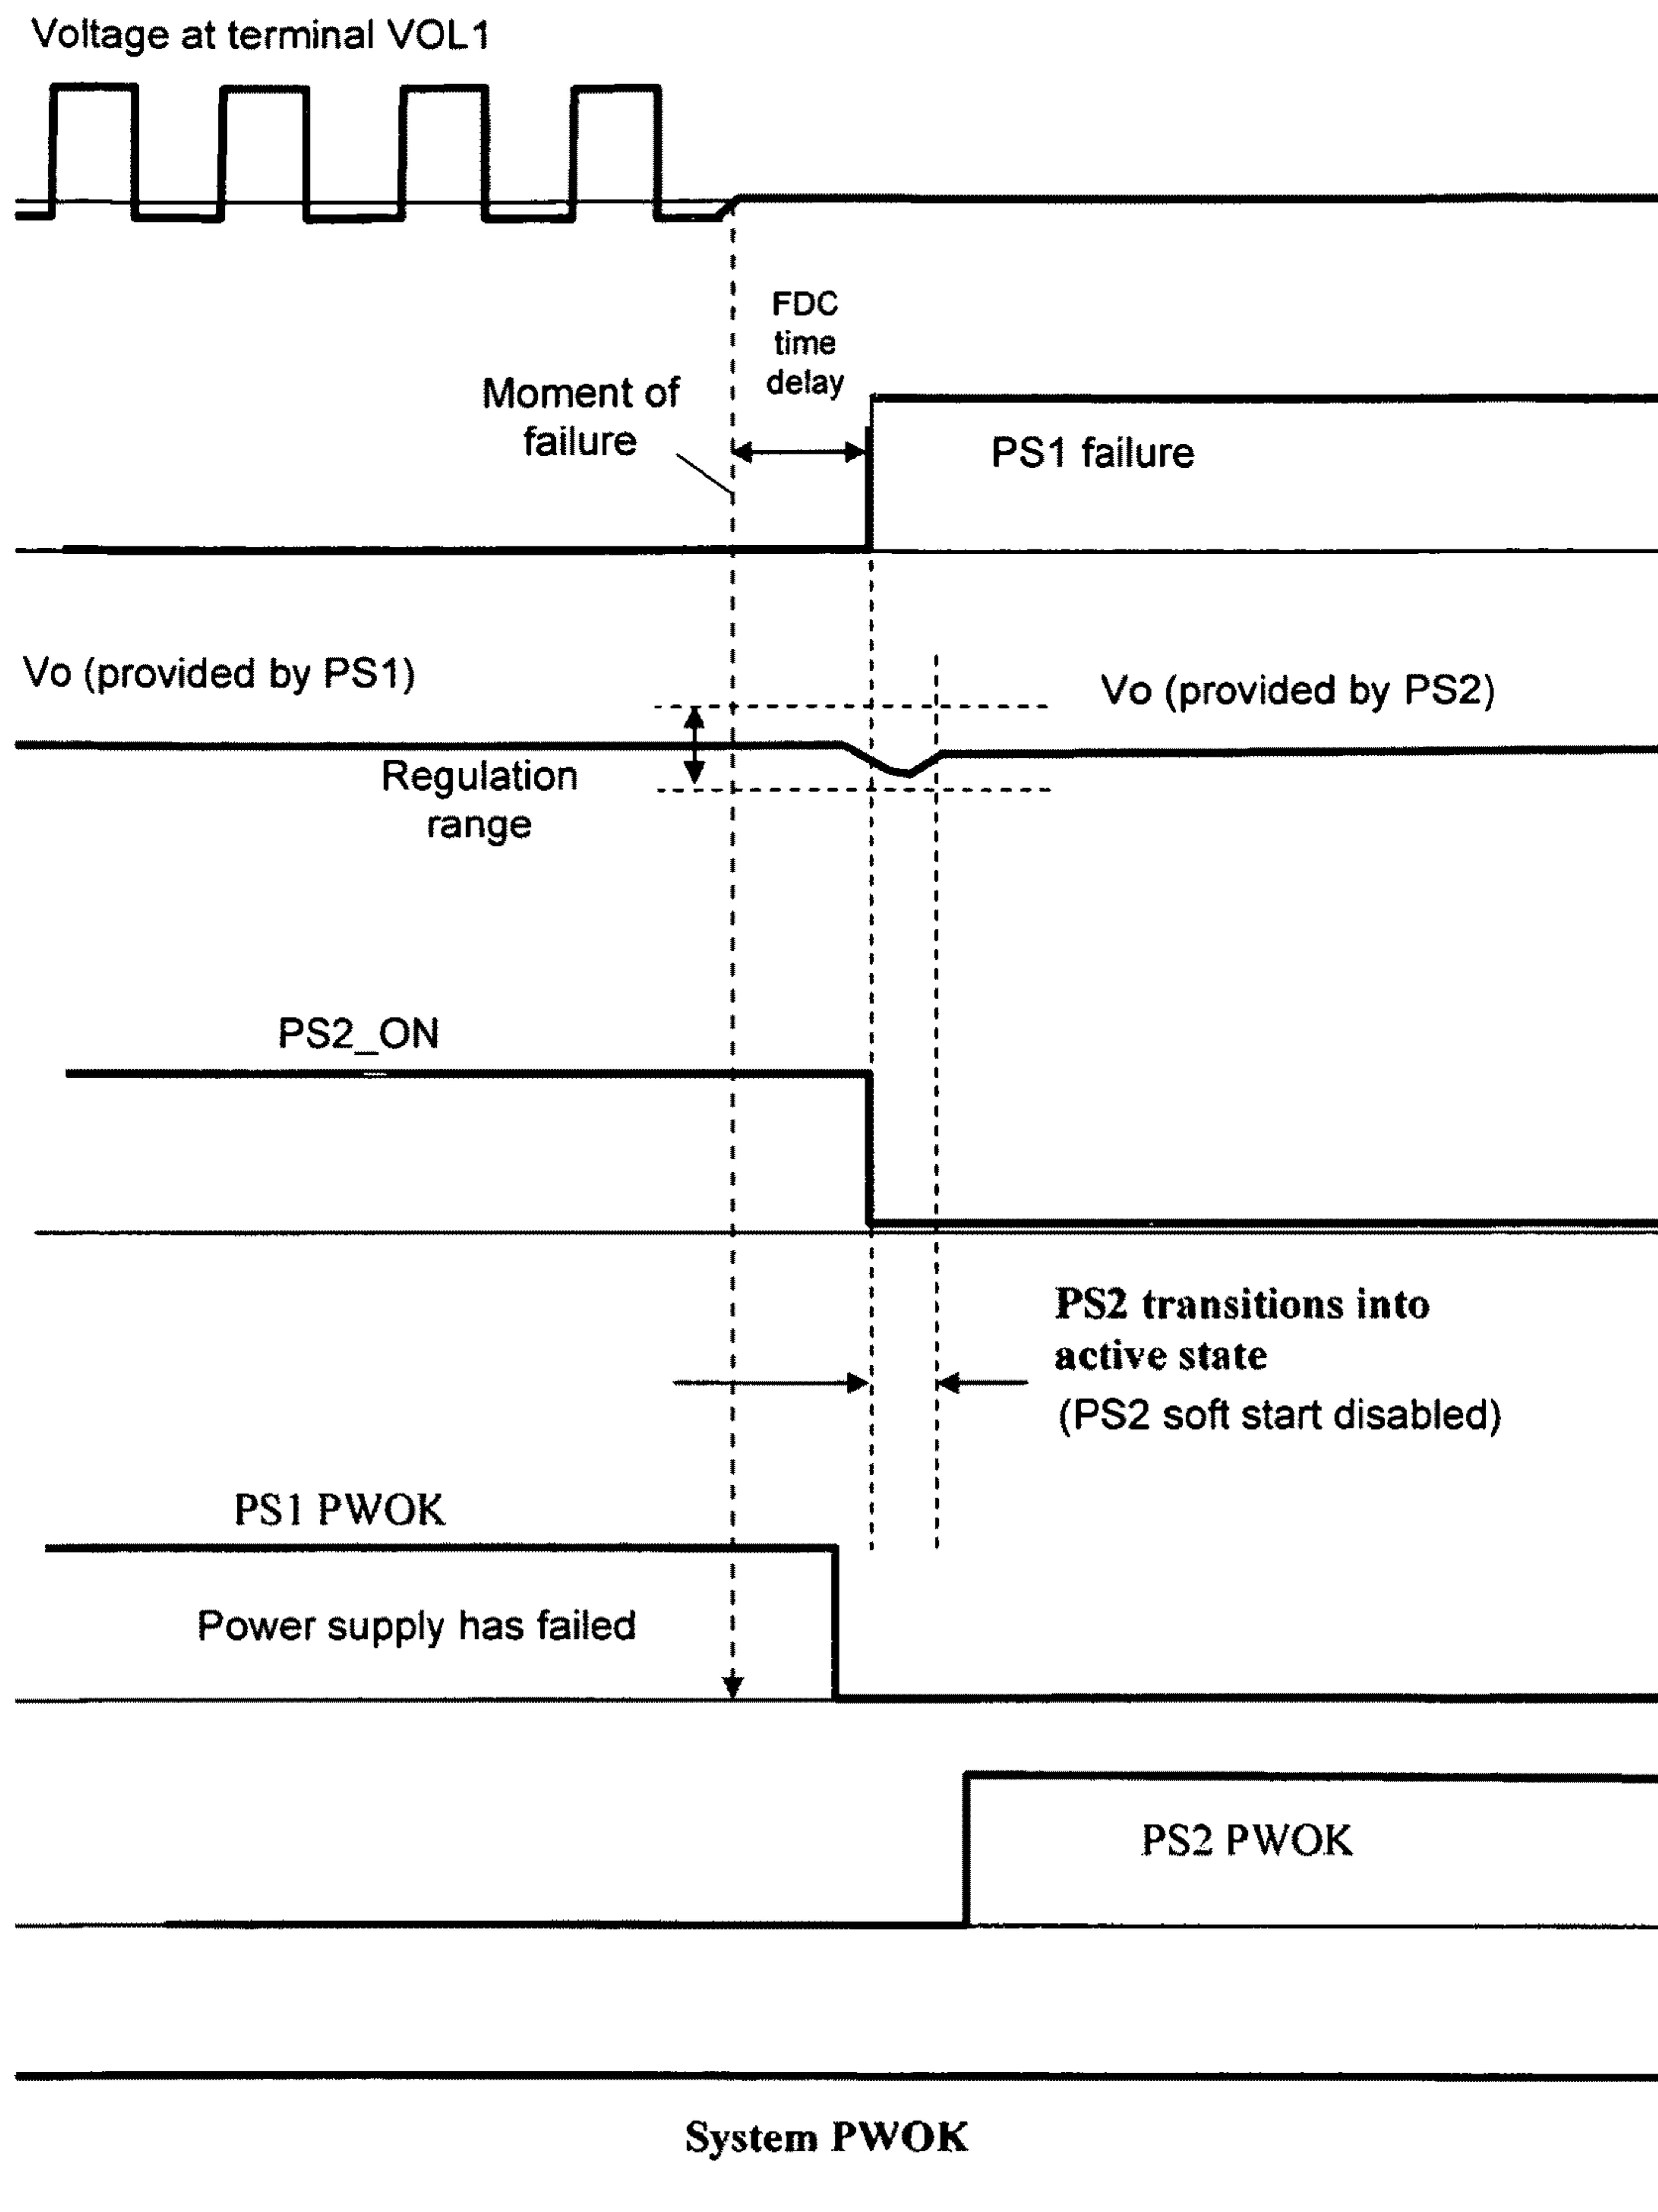 Voltage at terminal VOL1
FDC
time
delay
Moment of
failure
PS1 failure
Vo (provided by PS1)
Vo (provided by PS2)
Regulation
range
PS2_ON
PS2 transitions into
active state
(PS2 soft start disabled)
PS1 PWOK
Power supply has failed
PS2 PWOK
System PWOK